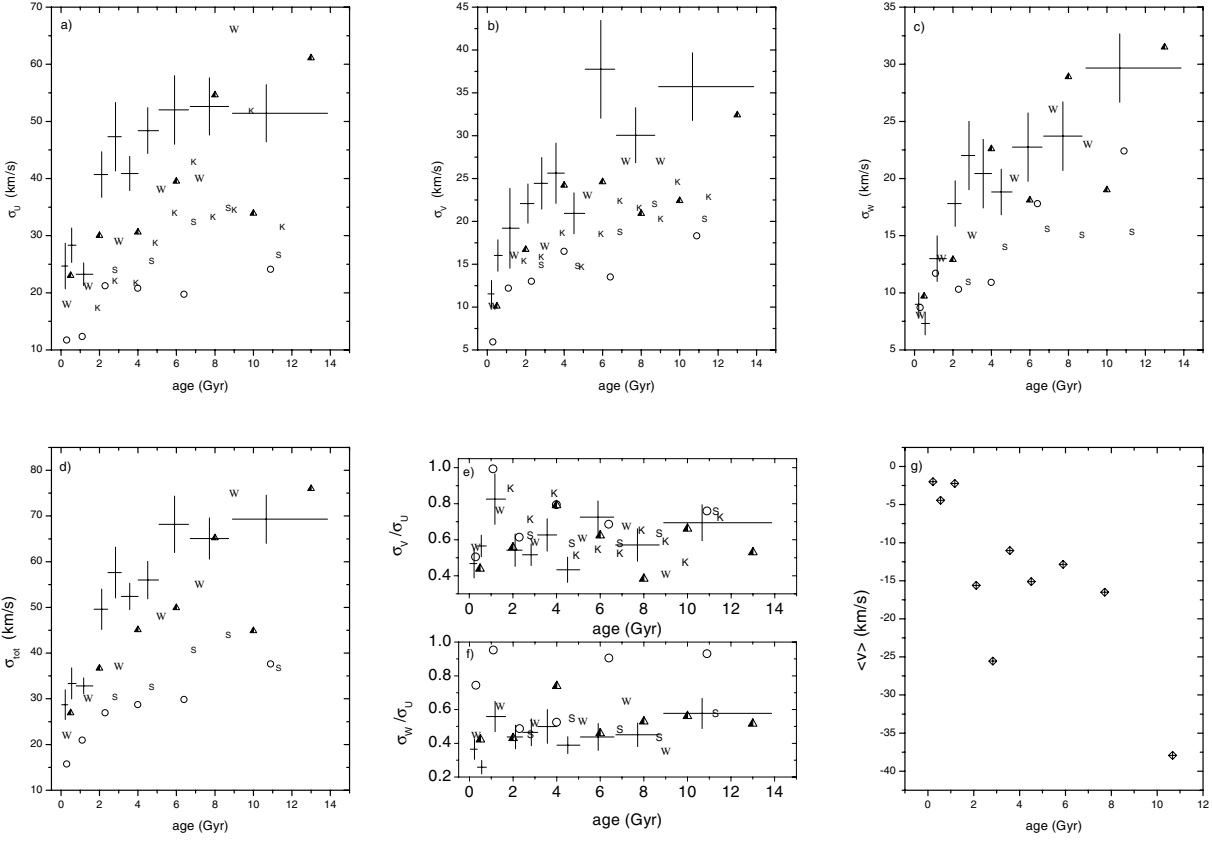 a)
70
60
50
40
30
20
10
σU (km/s)
0 2 4 6 8 10 12 14
age (Gyr)
W
W
W
W
W
W
K
K
K
K
K
K
K
K
K
S
S
S
S
S
b)
45
40
35
30
25
20
15
10
5
σV (km/s)
0 2 4 6 8 10 12 14
age (Gyr)
W
W
W
W
W
W
K
K
K
K
K
K
K
K
K
S
S
S
S
S
c)
35
30
25
20
15
10
5
σW (km/s)
0 2 4 6 8 10 12 14
age (Gyr)
W
W
W
W
W
W
S
S
S
S
S
d)
80
70
60
50
40
30
20
10
σtot (km/s)
0 2 4 6 8 10 12 14
age (Gyr)
W
W
W
W
W
W
S
S
S
S
S
e)
1.0
0.8
0.6
0.4
σV/σU
0 2 4 6 8 10 12 14
age (Gyr)
W
W
W
W
W
W
K
K
K
K
K
K
K
K
K
S
S
S
S
S
f)
1.0
0.8
0.6
0.4
0.2
σW/σU
0 2 4 6 8 10 12 14
age (Gyr)
W
W
W
W
W
W
S
S
S
S
S
g)
0
-5
-10
-15
-20
-25
-30
-35
-40
<v> (km/s)
0 2 4 6 8 10 12
age (Gyr)